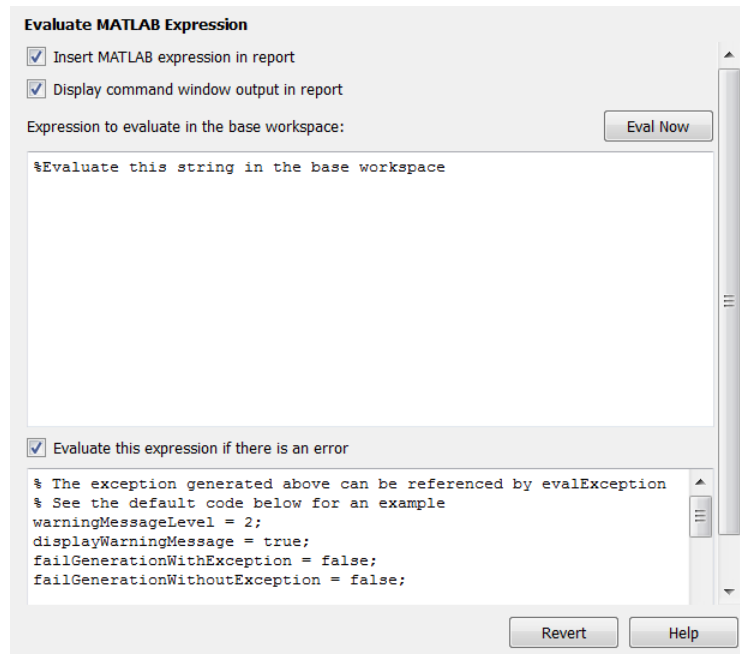 Evaluate MATLAB Expression
Insert MATLAB expression in report
Display command window output in report
Expression to evaluate in the base workspace:
Eval Now
%Evaluate this string in the base workspace
Evaluate this expression if there is an error
% The exception generated above can be referenced by evalException
% See the default code below for an example
warningMessageLevel = 2;
displayWarningMessage = true;
failGenerationWithException = false;
failGenerationWithoutException = false;
Revert
Help